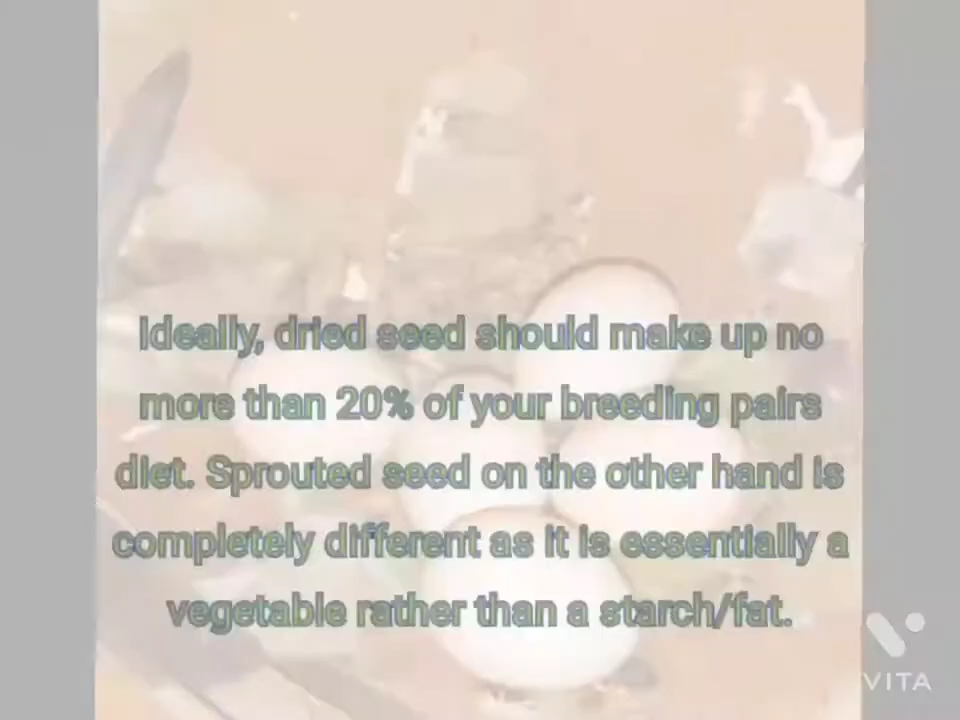 Ideally, dried seed should make up no
more than 20% of your breeding pairs
diet. Sprouted seed on the other hand is
completely different as it is essentially a
vegetable rather than a starch/fat.
VITA